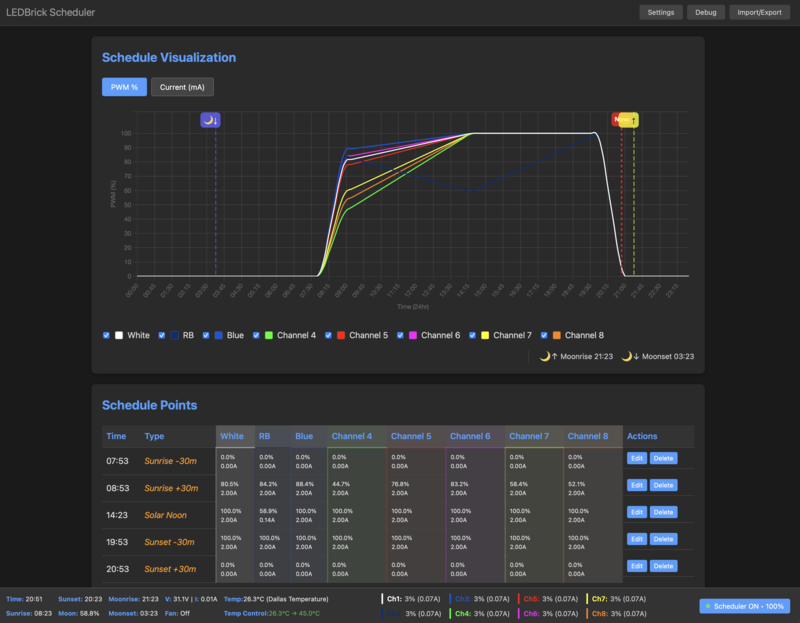 LEDBrick Scheduler
Settings
Debug
Import/Export
Schedule Visualization
PWM %
Current (mA)
100
90
80
70
60
50
40
30
20
10
0
PWM (%)
00:00 00:45 01:30 02:15 03:00 03:45 04:30 05:15 06:00 06:45 07:30 08:15 09:00 09:45 10:30 11:15 12:00 12:45 13:30 14:15 15:00 15:45 16:30 17:15 18:00 18:45 19:30 20:15 21:00 21:45 22:30 23:15
Time (24hr)
White RB Blue Channel 4 Channel 5 Channel 6 Channel 7 Channel 8
🌙↑ Moonrise 21:23 🌙↓ Moonset 03:23
Schedule Points
Time Type White RB Blue Channel 4 Channel 5 Channel 6 Channel 7 Channel 8 Actions
07:53 Sunrise -30m 0.0% 0.0% 0.0% 0.0% 0.0% 0.0% 0.0% 0.0% Edit Delete
0.00A 0.00A 0.00A 0.00A 0.00A 0.00A 0.00A 0.00A
08:53 Sunrise +30m 80.5% 84.2% 88.4% 44.7% 76.8% 83.2% 58.4% 52.1% Edit Delete
2.00A 2.00A 2.00A 2.00A 2.00A 2.00A 2.00A 2.00A
14:23 Solar Noon 100.0% 58.9% 100.0% 100.0% 100.0% 100.0% 100.0% 100.0% Edit Delete
2.00A 0.14A 2.00A 2.00A 2.00A 2.00A 2.00A 2.00A
19:53 Sunset -30m 100.0% 100.0% 100.0% 100.0% 100.0% 100.0% 100.0% 100.0% Edit Delete
2.00A 2.00A 2.00A 2.00A 2.00A 2.00A 2.00A 2.00A
20:53 Sunset +30m 0.0% 0.0% 0.0% 0.0% 0.0% 0.0% 0.0% 0.0% Edit Delete
0.00A 0.00A 0.00A 0.00A 0.00A 0.00A 0.00A 0.00A
Time: 20:51 Sunset: 20:23 Moonrise: 21:23 V: 31.1V | I: 0.01A Temp:26.3°C (Dallas Temperature) Ch1: 3% (0.07A) Ch3: 3% (0.07A) Ch5: 3% (0.07A) Ch7: 3% (0.07A)
Sunrise: 08:23 Moon: 58.8% Moonset: 03:23 Fan: Off Temp Control:26.3°C → 45.0°C 3% (0.07A) Ch4: 3% (0.07A) Ch6: 3% (0.07A) Ch8: 3% (0.07A)
Scheduler ON • 100%